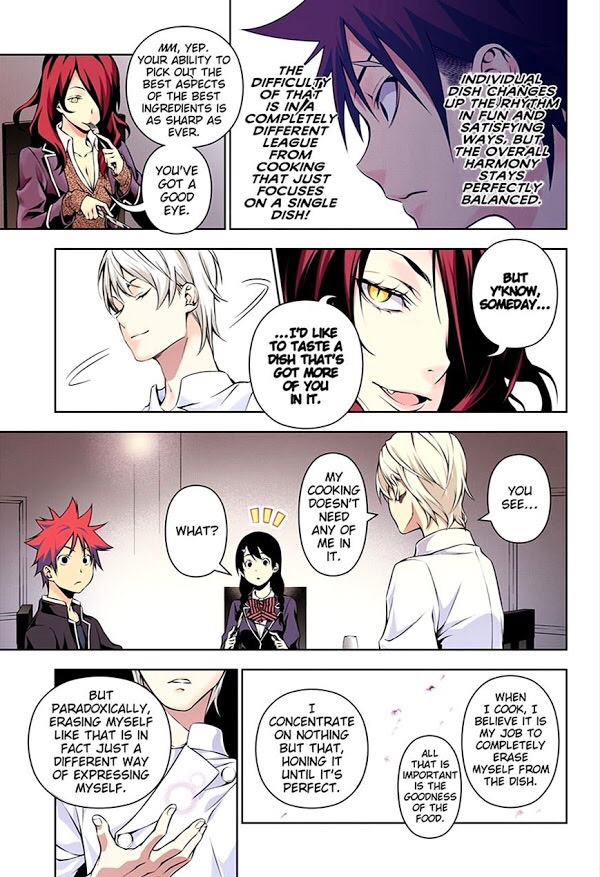 INDIVIDUAL
DISH CHANGES
UP THE RHYTHM
IN FUN AND
SATISFYING
WAYS, BUT
THE OVERALL
HARMONY
STAYS
PERFECTLY
BALANCED.
THE
DIFFICULTY
OF THAT
IS IN A
COMPLETELY
DIFFERENT
LEAGUE
FROM
COOKING
THAT JUST
FOCUSES
ON A SINGLE
DISH!
MM, YEP.
YOUR ABILITY TO
PICK OUT THE
BEST ASPECTS
OF THE BEST
INGREDIENTS IS
AS SHARP AS
EVER.
YOU'VE
GOT A
GOOD
EYE.
BUT
Y'KNOW,
SOMEDAY...
...I'D LIKE
TO TASTE A
DISH THAT'S
GOT MORE
OF YOU
IN IT.
YOU
SEE...
MY
COOKING
DOESN'T
NEED ANY
OF ME
IN IT.
WHAT?
WHEN
I COOK, I
BELIEVE IT IS
MY JOB TO
COMPLETELY
ERASE
MYSELF FROM
THE DISH.
ALL
THAT IS
IMPORTANT
IS THE
GOODNESS
OF THE
FOOD.
I
CONCENTRATE
ON NOTHING
BUT THAT,
HONING IT
UNTIL IT'S
PERFECT.
BUT
PARADOXICALLY,
ERASING MYSELF
LIKE THAT IS IN
FACT JUST A
DIFFERENT WAY
OF EXPRESSING
MYSELF.